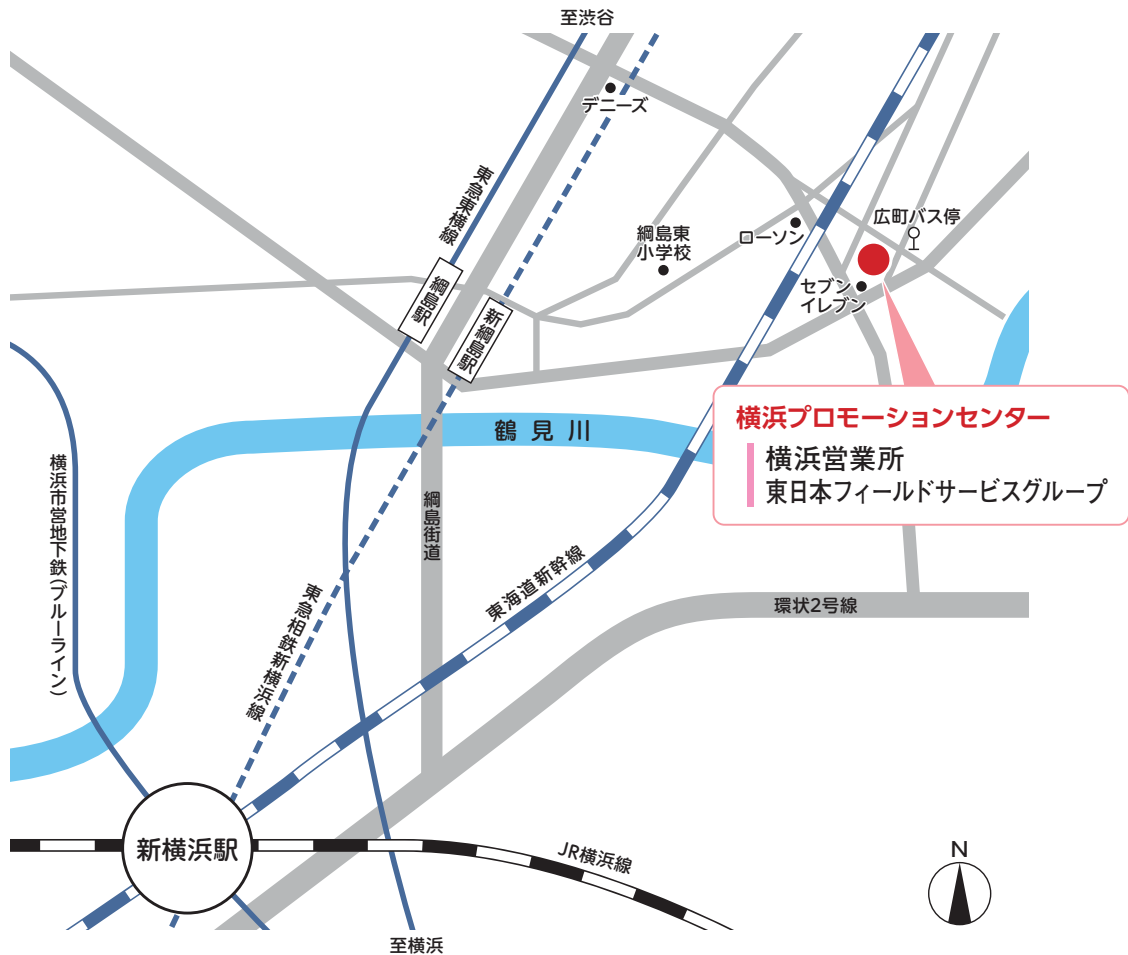 至渋谷
デニーズ
東急東横線
綱島東
小学校
ローソン
広町バス停
セブン
イレブン
綱島駅
新綱島駅
横浜プロモーションセンター
横浜営業所
東日本フィールドサービスグループ
鶴見川
横浜市営地下鉄(ブルーライン)
綱島街道
東海道新幹線
東急相鉄新横浜線
環状2号線
新横浜駅
JR横浜線
N
至横浜